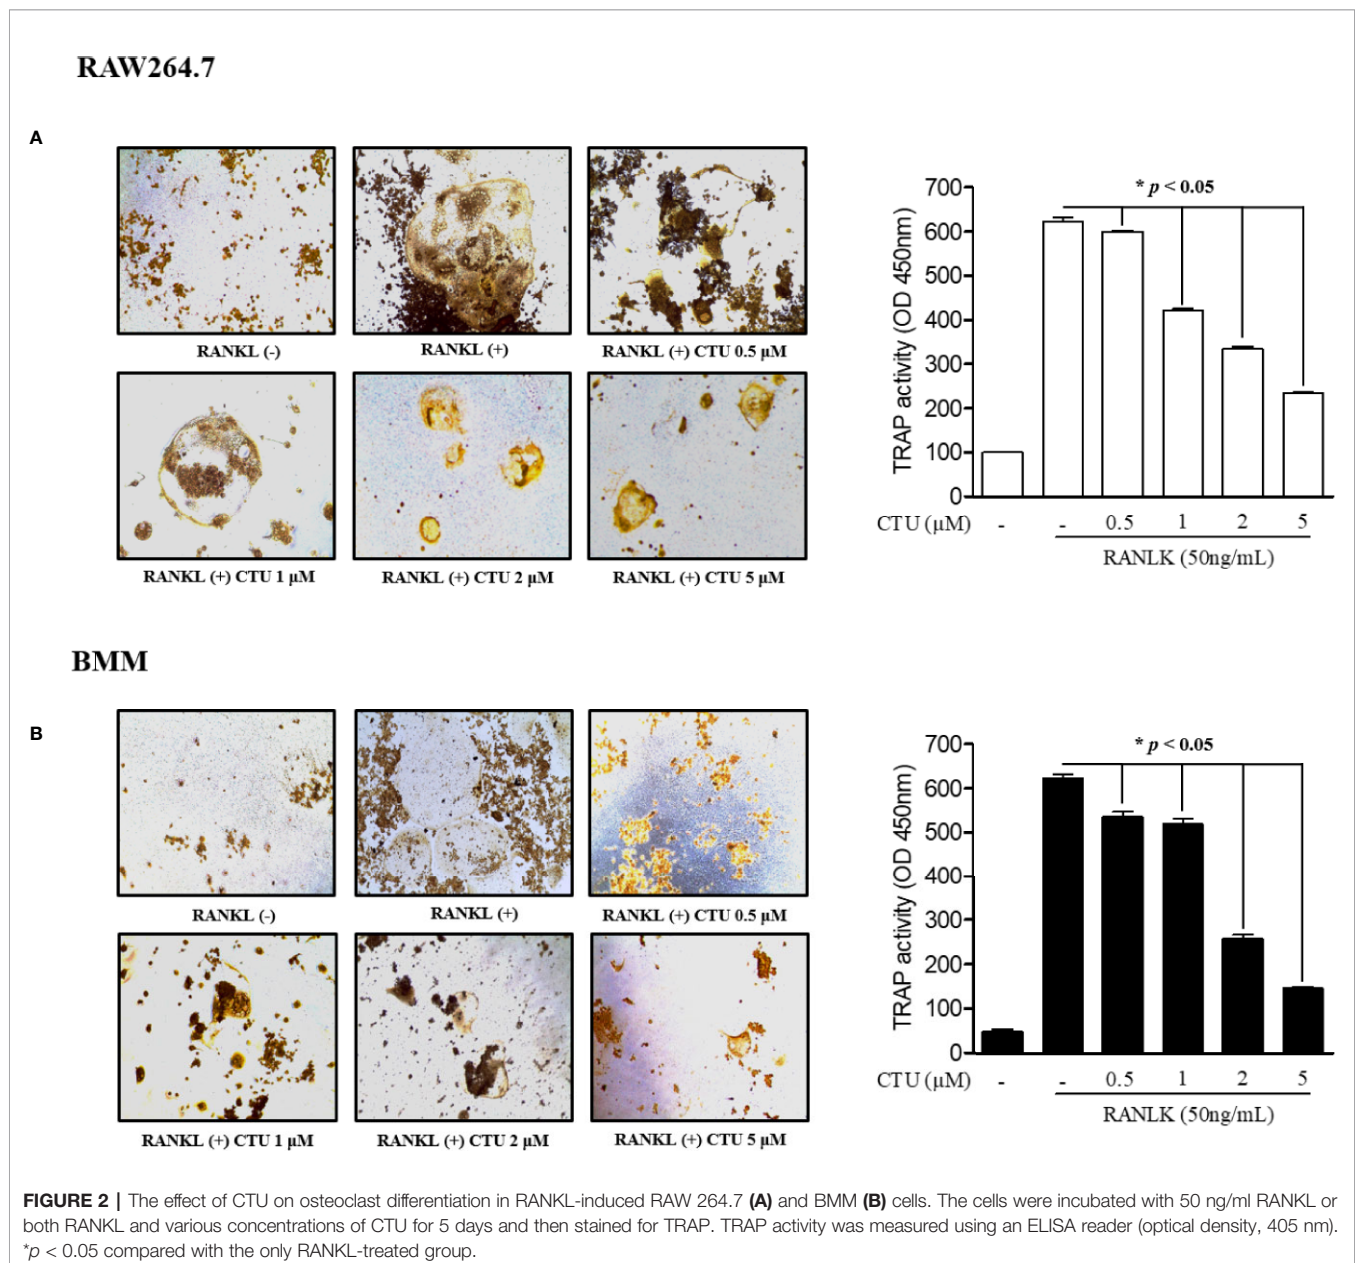 RAW264.7
A
RANKL (-)
RANKL (+)
RANKL (+) CTU 0.5 μM
RANKL (+) CTU 1 μM
RANKL (+) CTU 2 μM
RANKL (+) CTU 5 μM
* p < 0.05
TRAP activity (OD 450nm)
700
600
500
400
300
200
100
0
CTU (μM) - - 0.5 1 2 5
RANLK (50ng/mL)
BMM
B
RANKL (-)
RANKL (+)
RANKL (+) CTU 0.5 μM
RANKL (+) CTU 1 μM
RANKL (+) CTU 2 μM
RANKL (+) CTU 5 μM
* p < 0.05
TRAP activity (OD 450nm)
700
600
500
400
300
200
100
0
CTU (μM) - - 0.5 1 2 5
RANLK (50ng/mL)
FIGURE 2 | The effect of CTU on osteoclast differentiation in RANKL-induced RAW 264.7 (A) and BMM (B) cells. The cells were incubated with 50 ng/ml RANKL or
both RANKL and various concentrations of CTU for 5 days and then stained for TRAP. TRAP activity was measured using an ELISA reader (optical density, 405 nm).
*p < 0.05 compared with the only RANKL-treated group.